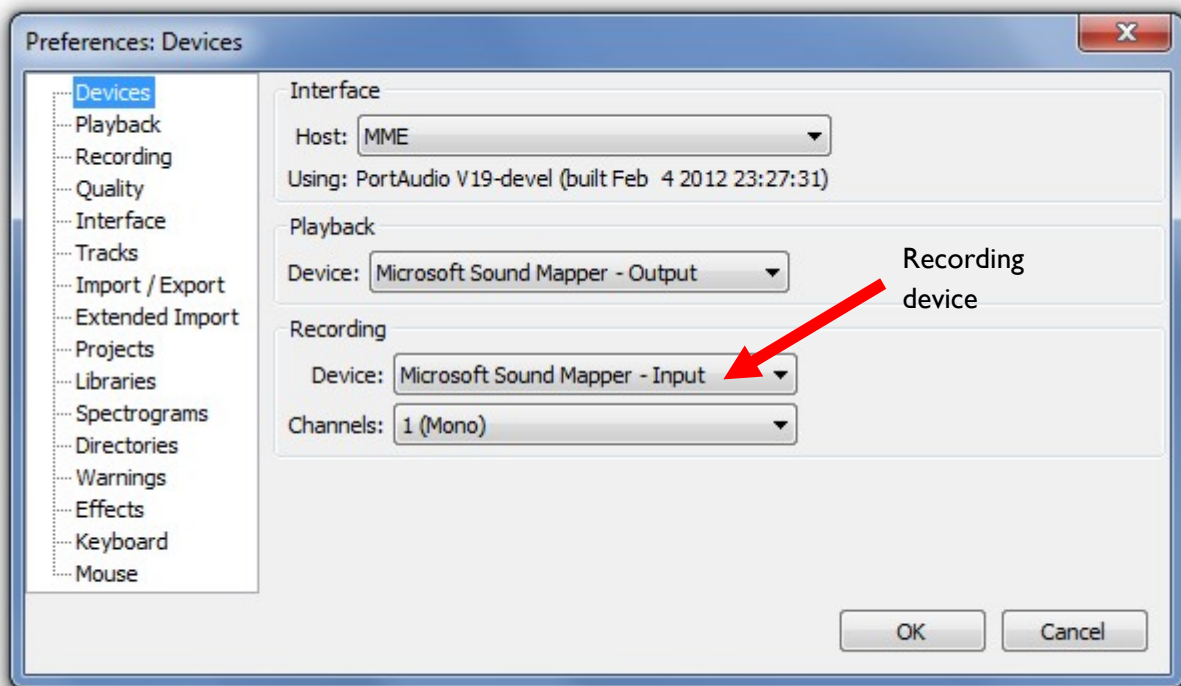 Preferences: Devices
x
Devices
Playback
Recording
Quality
Interface
Tracks
Import / Export
Extended Import
Projects
Libraries
Spectrograms
Directories
Warnings
Effects
Keyboard
Mouse
Interface
Host: MME
Using: PortAudio V19-devel (built Feb  4 2012 23:27:31)
Playback
Device: Microsoft Sound Mapper - Output
Recording
device
Recording
Device: Microsoft Sound Mapper - Input
Channels: 1 (Mono)
OK
Cancel